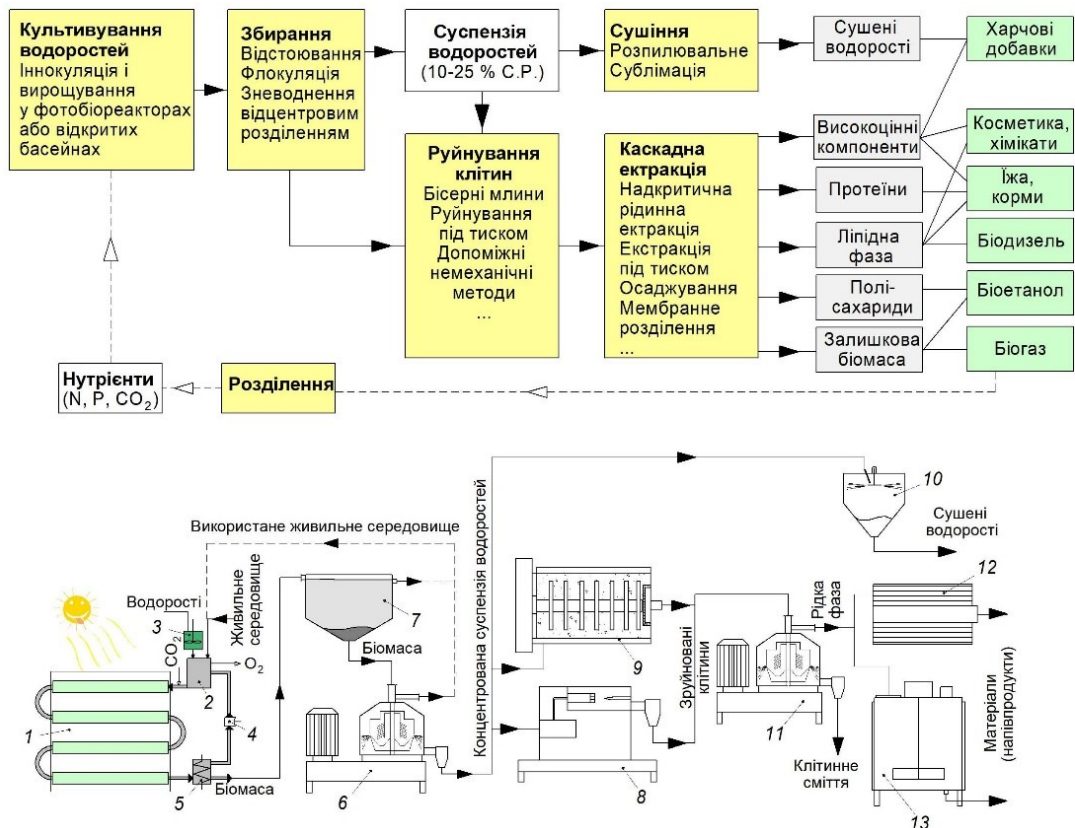 Культивування
водоростей
Іннокуляція і
вирощування
у фотобіореакторах
або відкритих
басейнах
Збирання
Відстоювання
Флокуляція
Зневоднення
відцентровим
розділенням
Суспензія
водоростей
(10-25 % С.Р.)
Сушіння
Розпилювальне
Сублімація
Сушені
водорості
Харчові
добавки
Руйнування
клітин
Бісерні млини
Руйнування
під тиском
Допоміжні
немеханічні
методи
...
Каскадна
ектракція
Надкритична
рідинна
ектракція
Екстракція
під тиском
Осаджування
Мембранне
розділення
...
Високоцінні
компоненти
Протеїни
Ліпідна
фаза
Полі-
сахариди
Залишкова
біомаса
Косметика,
хімікати
Їжа,
корми
Біодизель
Біоетанол
Біогаз
Нутрієнти
(N, P, CO₂)
Розділення
Використане живильне середовище
Водорості
3
CO₂
Живильне
середовище
O₂
2
1
4
5
Біомаса
7
Біомаса
6
Концентрована суспензія водоростей
9
8
Зруйновані
клітини
10
Сушені
водорості
Рідка
фаза
12
11
Клітинне
сміття
13
Матеріали
(напівпродукти)